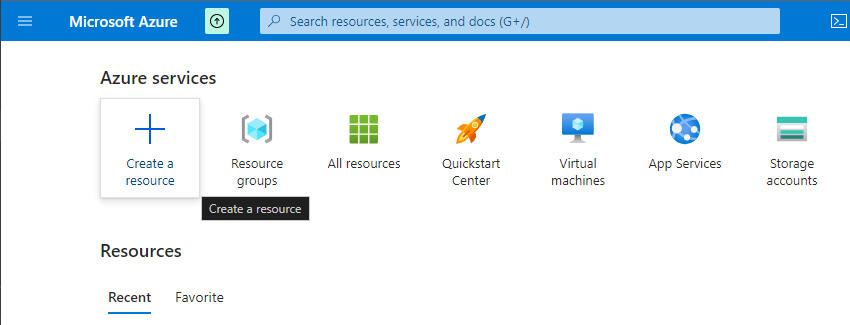 Microsoft Azure
Search resources, services, and docs (G+/)
Azure services
Create a
resource
Resource
groups
All resources
Quickstart
Center
Virtual
machines
App Services
Storage
accounts
Create a resource
Resources
Recent
Favorite